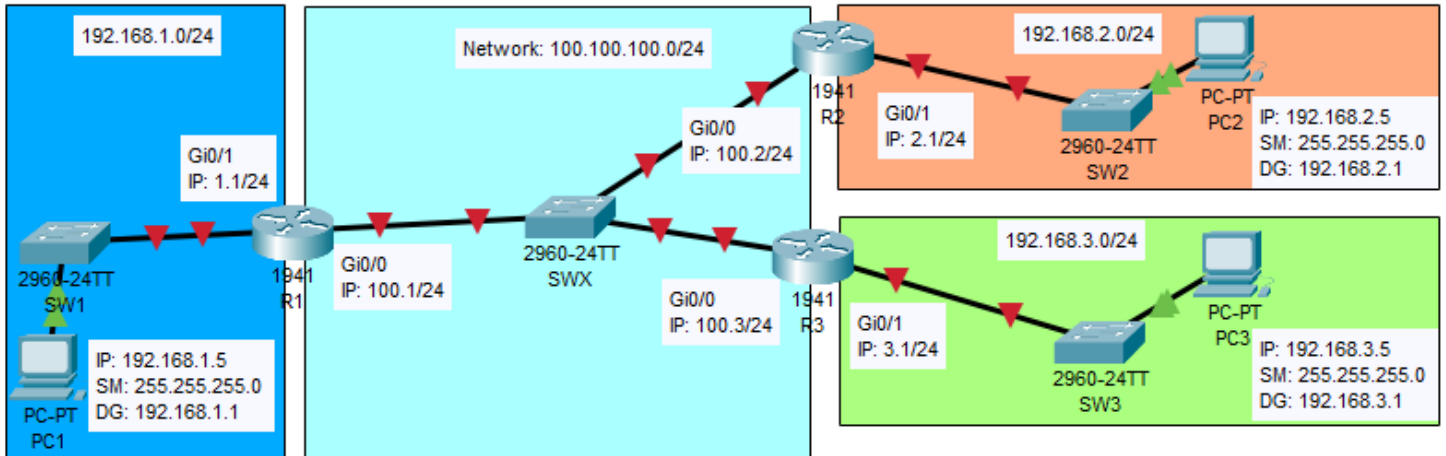 192.168.1.0/24
Gi0/1
IP: 1.1/24
2960-24TT
SW1
PC-PT
PC1
IP: 192.168.1.5
SM: 255.255.255.0
DG: 192.168.1.1
1941
R1
Network: 100.100.100.0/24
Gi0/0
IP: 100.1/24
Gi0/0
IP: 100.2/24
2960-24TT
SWX
Gi0/0
IP: 100.3/24
1941
R2
192.168.2.0/24
Gi0/1
IP: 2.1/24
2960-24TT
SW2
PC-PT
PC2
IP: 192.168.2.5
SM: 255.255.255.0
DG: 192.168.2.1
1941
R3
192.168.3.0/24
Gi0/1
IP: 3.1/24
2960-24TT
SW3
PC-PT
PC3
IP: 192.168.3.5
SM: 255.255.255.0
DG: 192.168.3.1